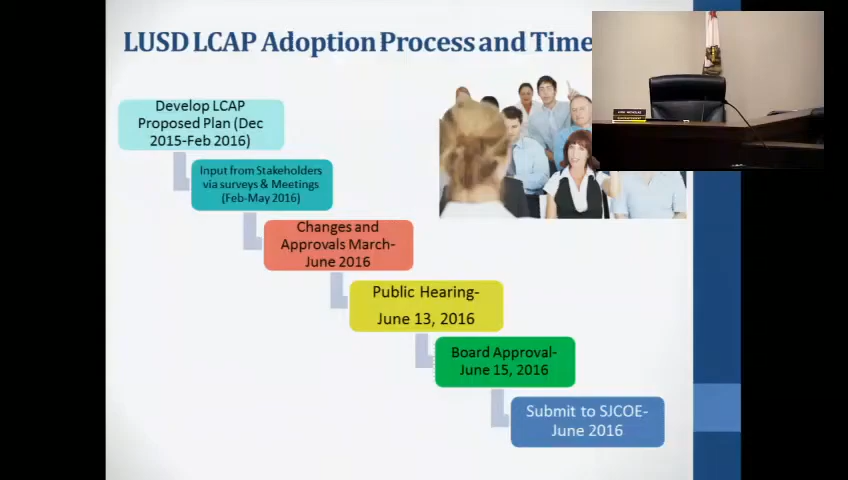 LUSD LCAP Adoption Process and Time
Develop LCAP
Proposed Plan (Dec
2015-Feb 2016)
Input from Stakeholders
via surveys & Meetings
(Feb-May 2016)
Changes and
Approvals March-
June 2016
Public Hearing-
June 13, 2016
Board Approval-
June 15, 2016
Submit to SJCOE-
June 2016